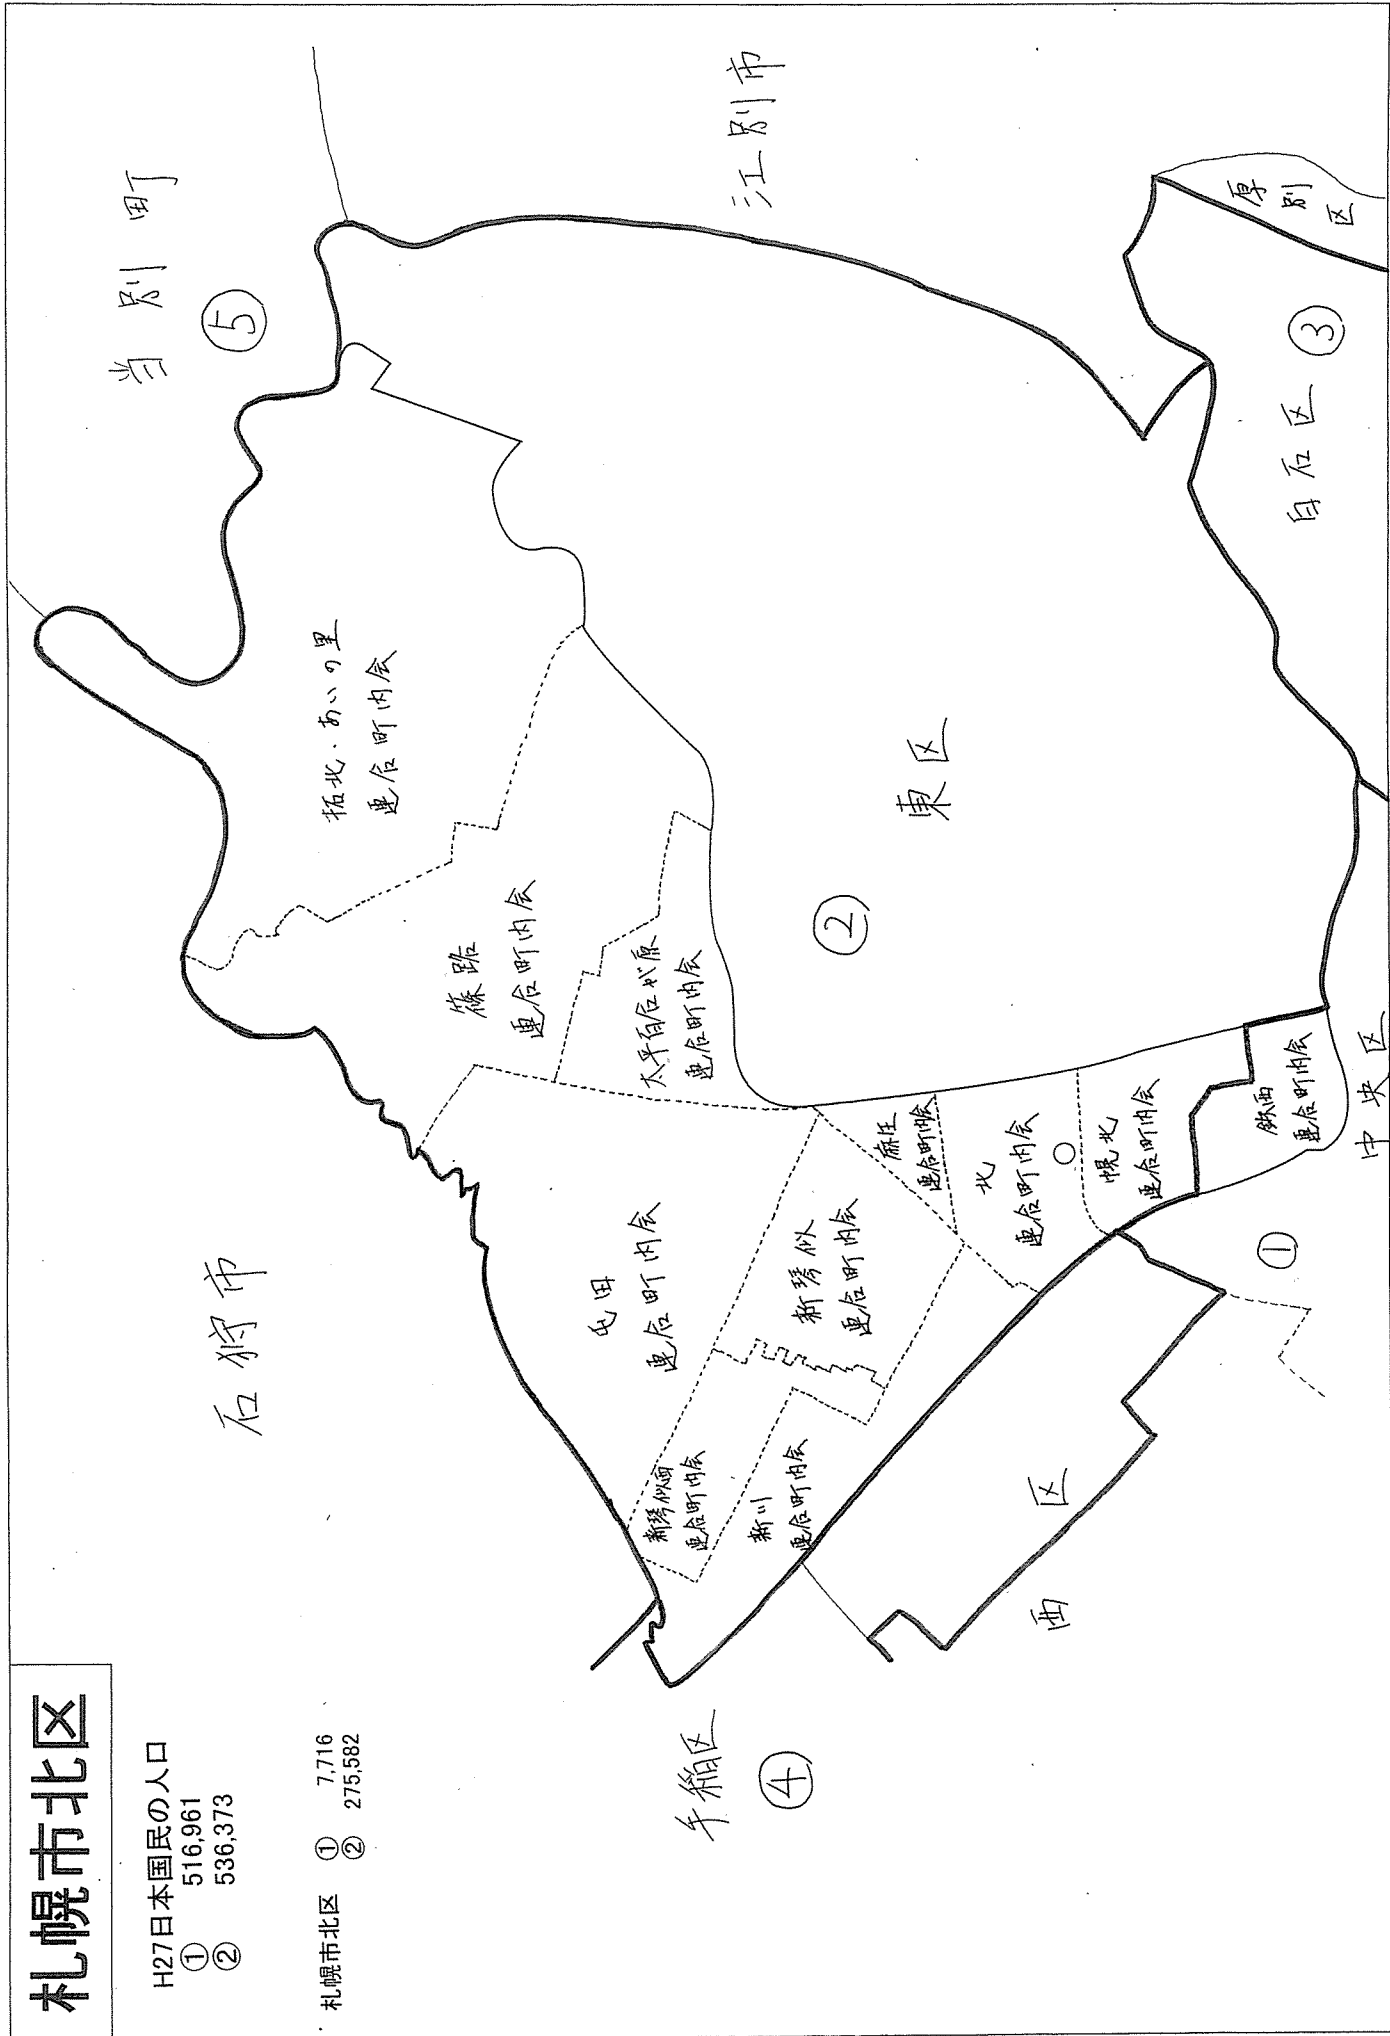 札幌市北区
H27日本国民の人口
① 516,961
② 536,373
札幌市北区 ① 7,716
② 275,582
石狩市
当別町
⑤
江別市
拓北・あいの里
連合町内会
篠路
連合町内会
太平百合が原
連合町内会
屯田
連合町内会
新琴似
連合町内会
新琴似西
連合町内会
新川
連合町内会
麻生
連合町内会
北
連合町内会
幌北
連合町内会
鉄西
連合町内会
東区
②
手稲区
④
西区
①
中央区
白石区
③
厚別区